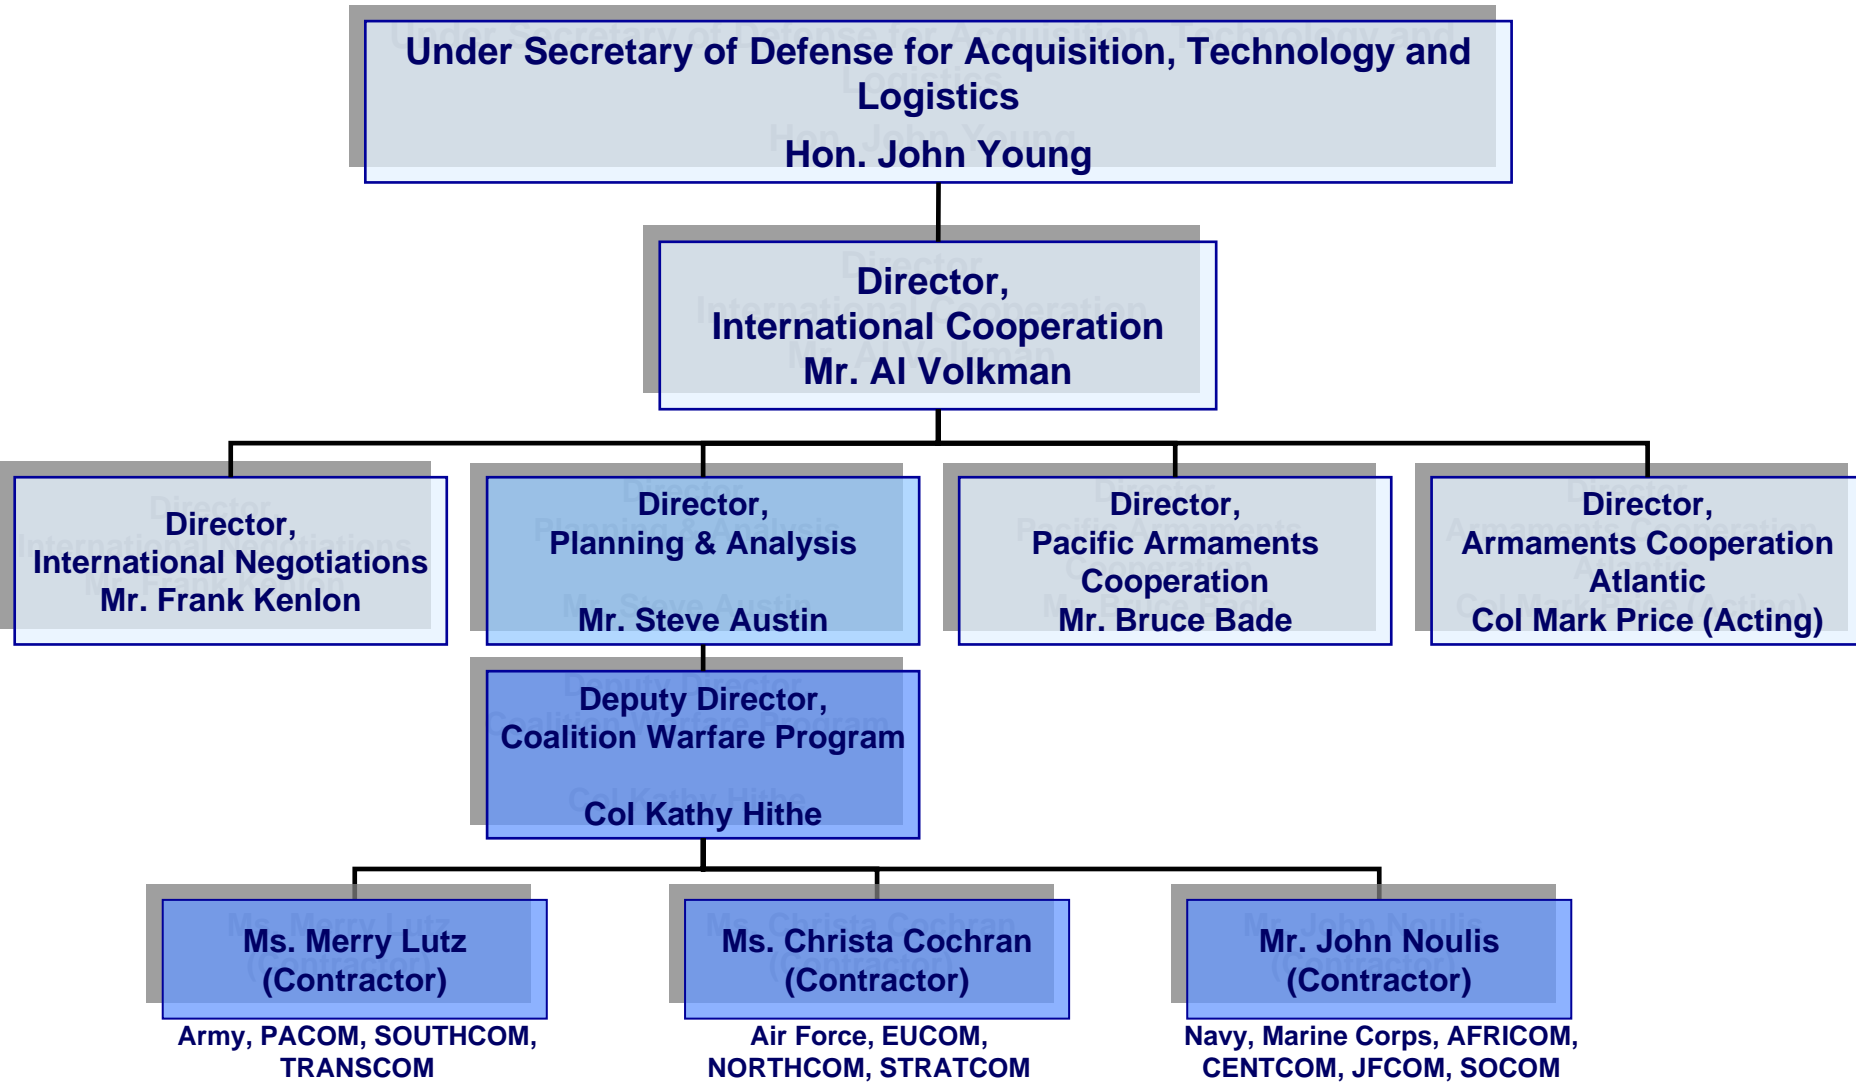 Under Secretary of Defense for Acquisition, Technology and
Logistics
Hon. John Young
Director,
International Cooperation
Mr. Al Volkman
Director,
International Negotiations
Mr. Frank Kenlon
Director,
Planning & Analysis
Mr. Steve Austin
Director,
Pacific Armaments
Cooperation
Mr. Bruce Bade
Director,
Armaments Cooperation
Atlantic
Col Mark Price (Acting)
Deputy Director,
Coalition Warfare Program
Col Kathy Hithe
Ms. Merry Lutz
(Contractor)
Army, PACOM, SOUTHCOM,
TRANSCOM
Ms. Christa Cochran
(Contractor)
Air Force, EUCOM,
NORTHCOM, STRATCOM
Mr. John Noulis
(Contractor)
Navy, Marine Corps, AFRICOM,
CENTCOM, JFCOM, SOCOM